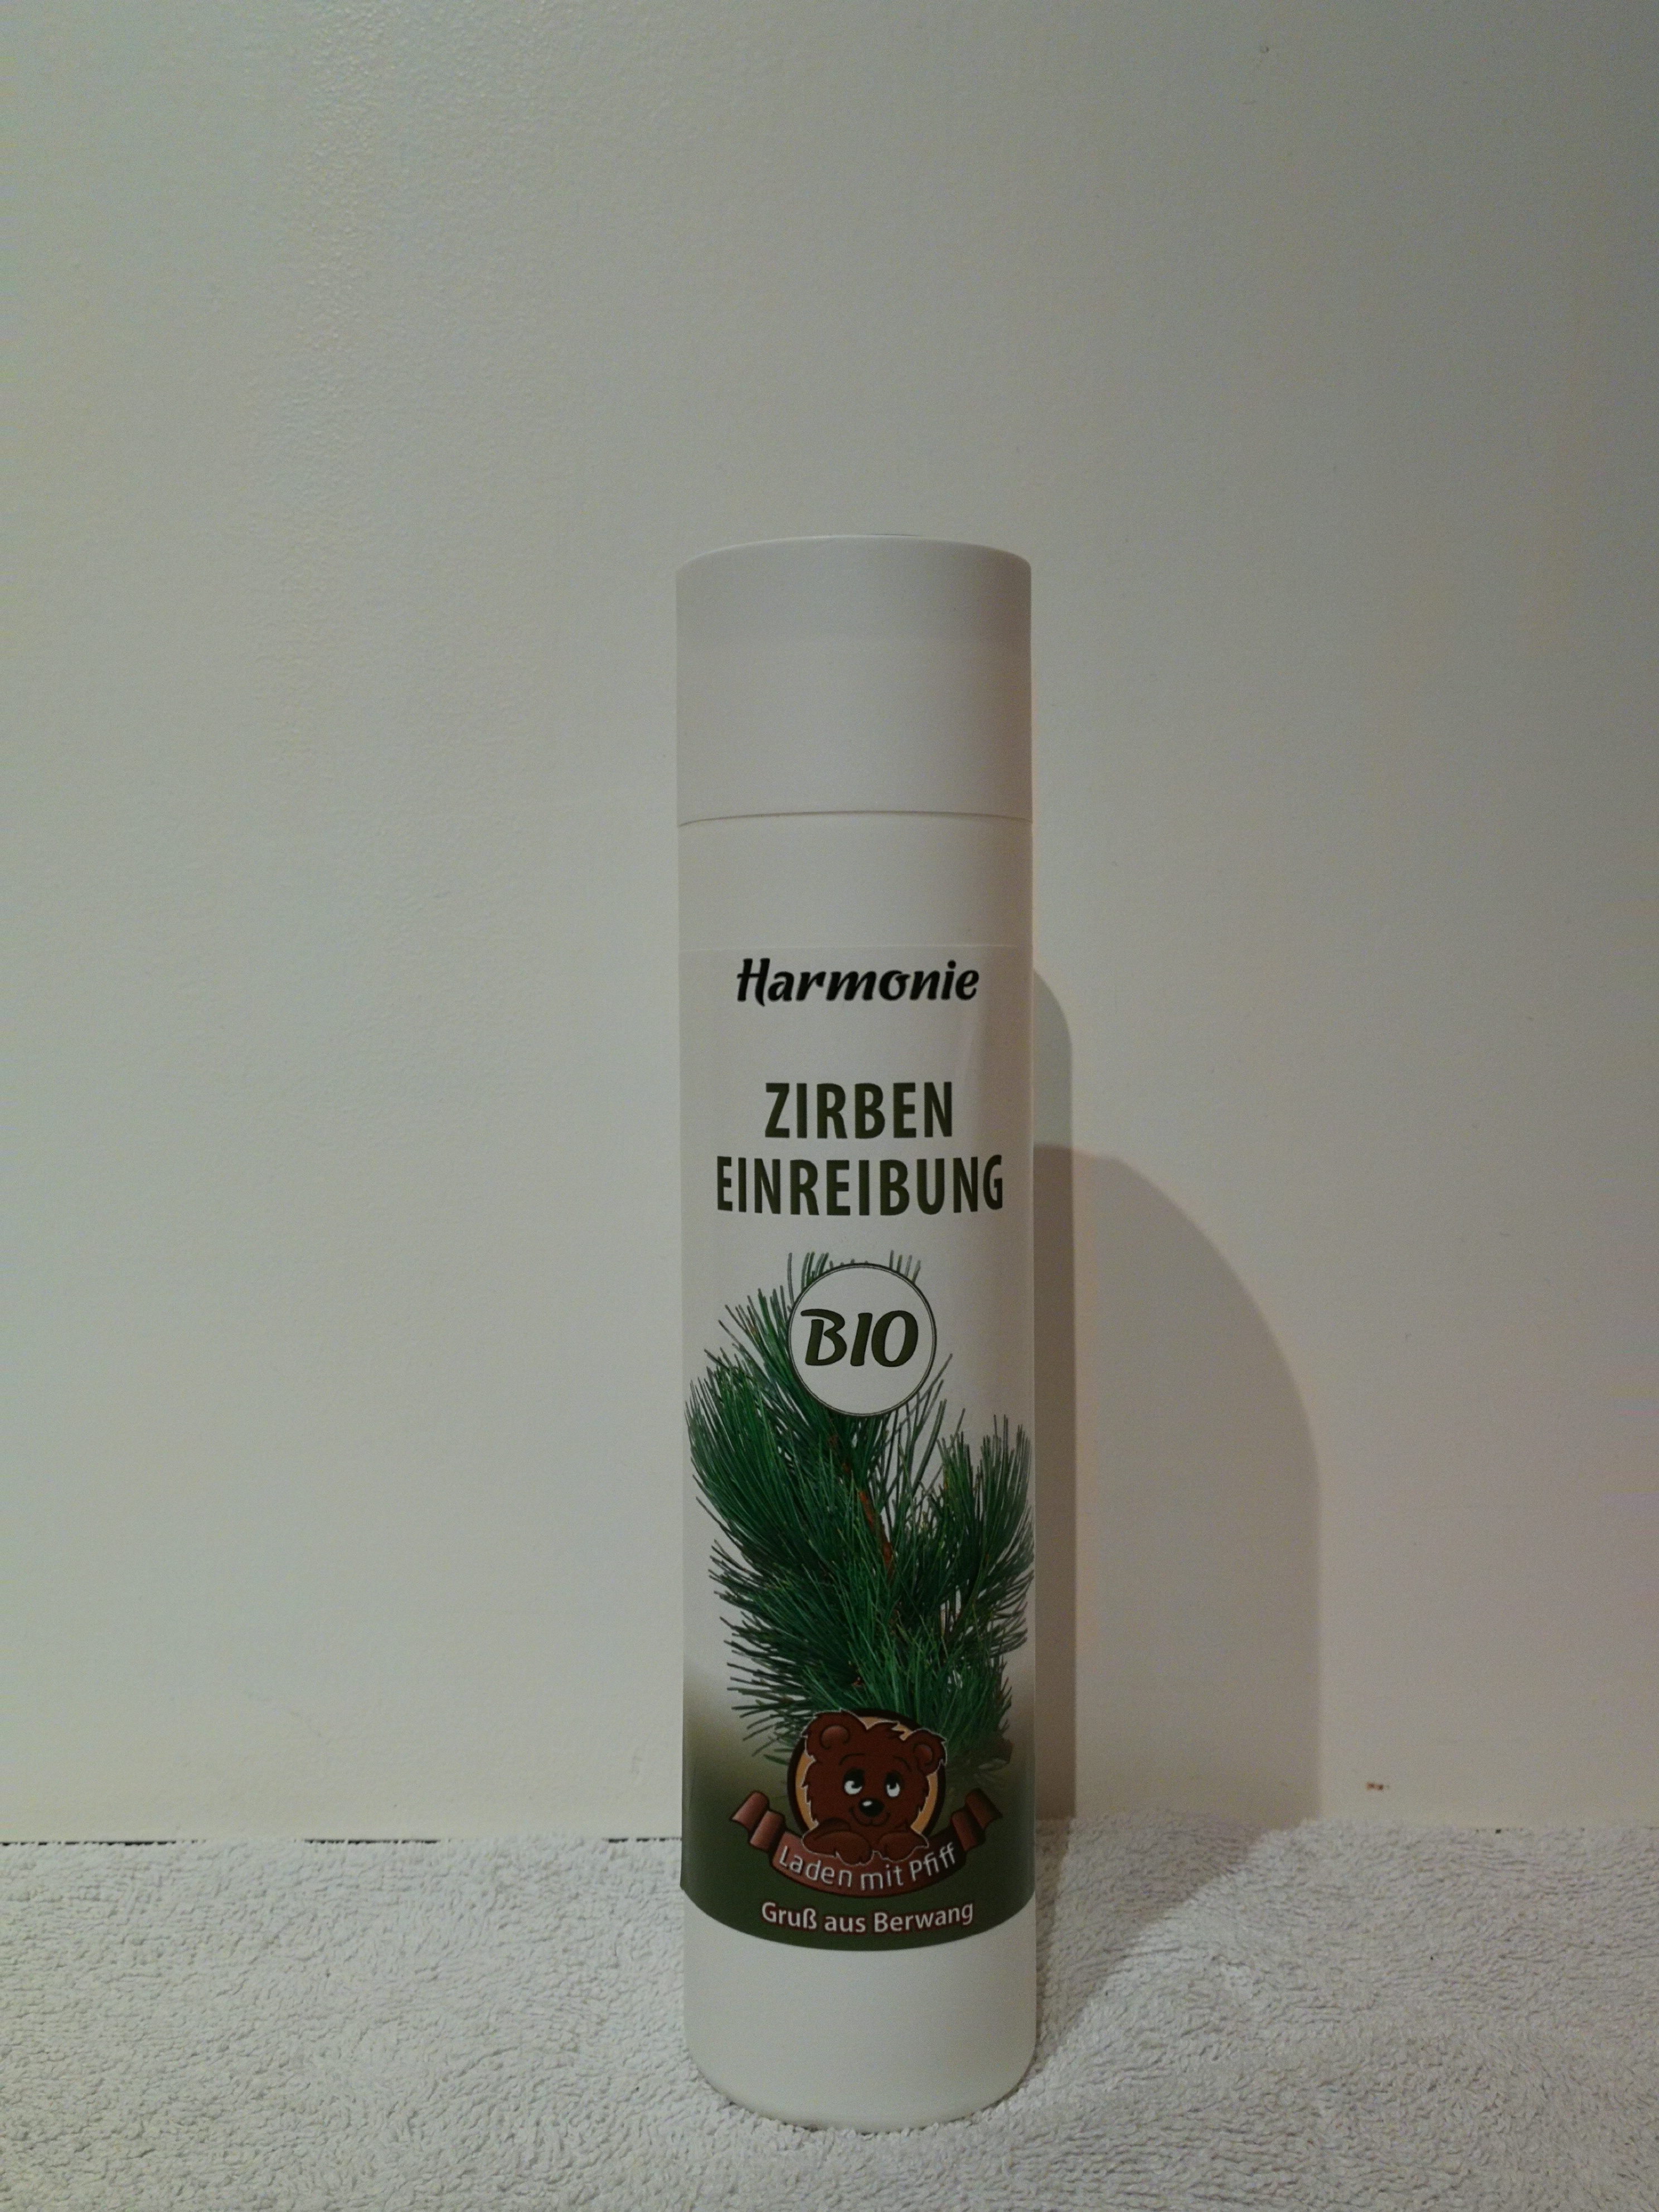 Harmonie
ZIRBEN
EINREIBUNG
BIO
Laden mit Pfiff
Gruß aus Berwang